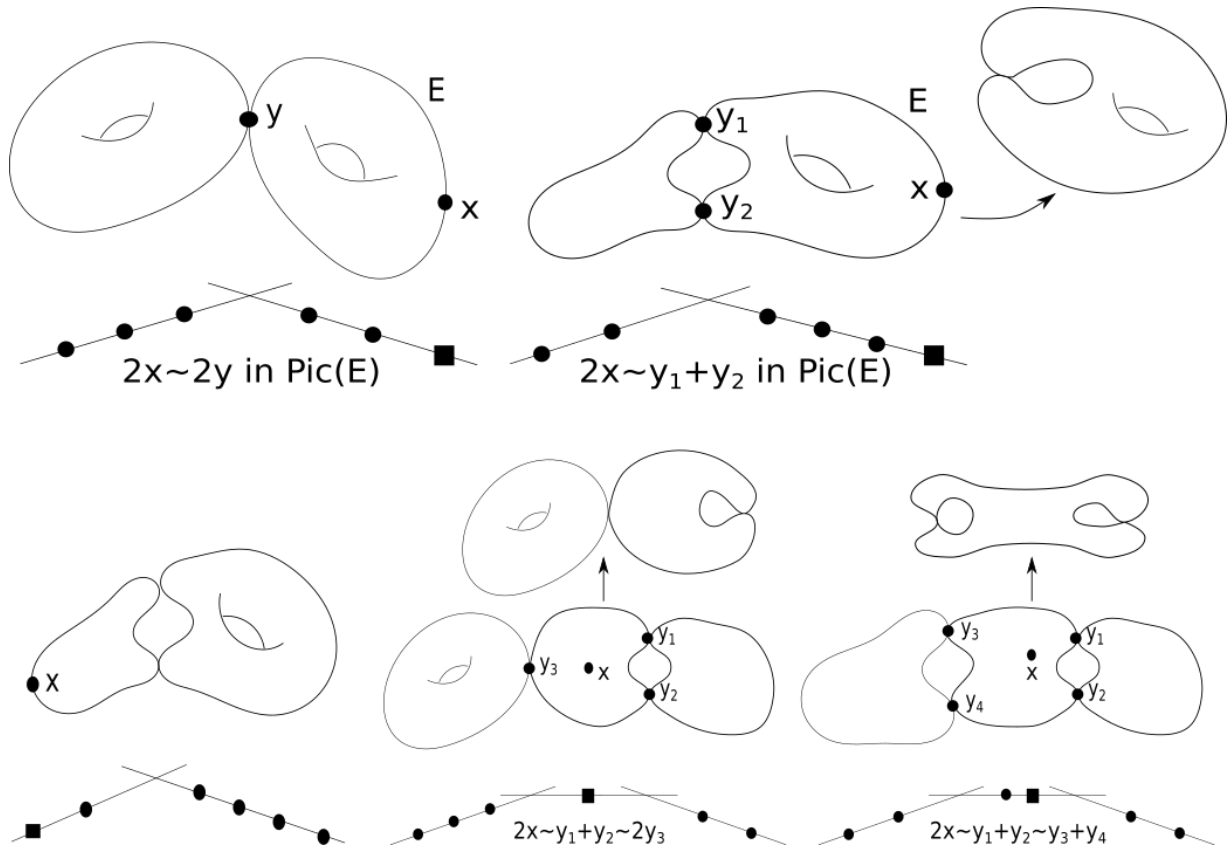 E
y
x
E
y₁
x
y₂
2x~2y in Pic(E)
2x~y₁+y₂ in Pic(E)
x
y₃
x
y₁
y₂
2x~y₁+y₂~2y₃
y₃
x
y₁
y₄
y₂
2x~y₁+y₂~y₃+y₄